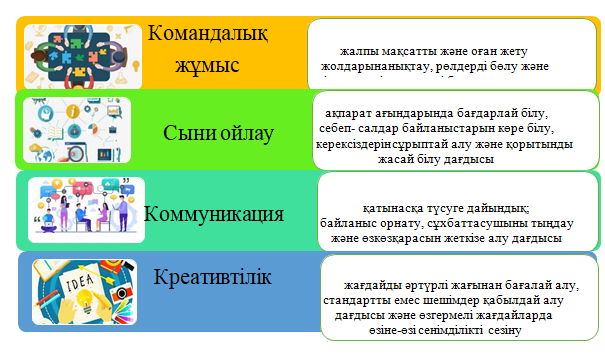 Командалық
жұмыс
жалпы мақсатты және оған жету
жолдарынанықтау, рөлдерді бөлу және
Сыни ойлау
ақпарат ағындарында бағдарлай білу,
себеп- салдар байланыстарын көре білу,
керексіздерін сұрыптай алу және қорытынды
жасай білу дағдысы
Коммуникация
қатынасқа түсуге дайындық;
байланыс орнату, сұхбаттасушыны тыңдау
және өзкөзқарасын жеткізе алу дағдысы
IDEA
Креативтілік
жағдайды әртүрлі жағынан бағалай алу,
стандартты емес шешімдер қабылдай алу
дағдысы және өзгермелі жағдайларда
өзіне-өзі сенімділікті сезіну